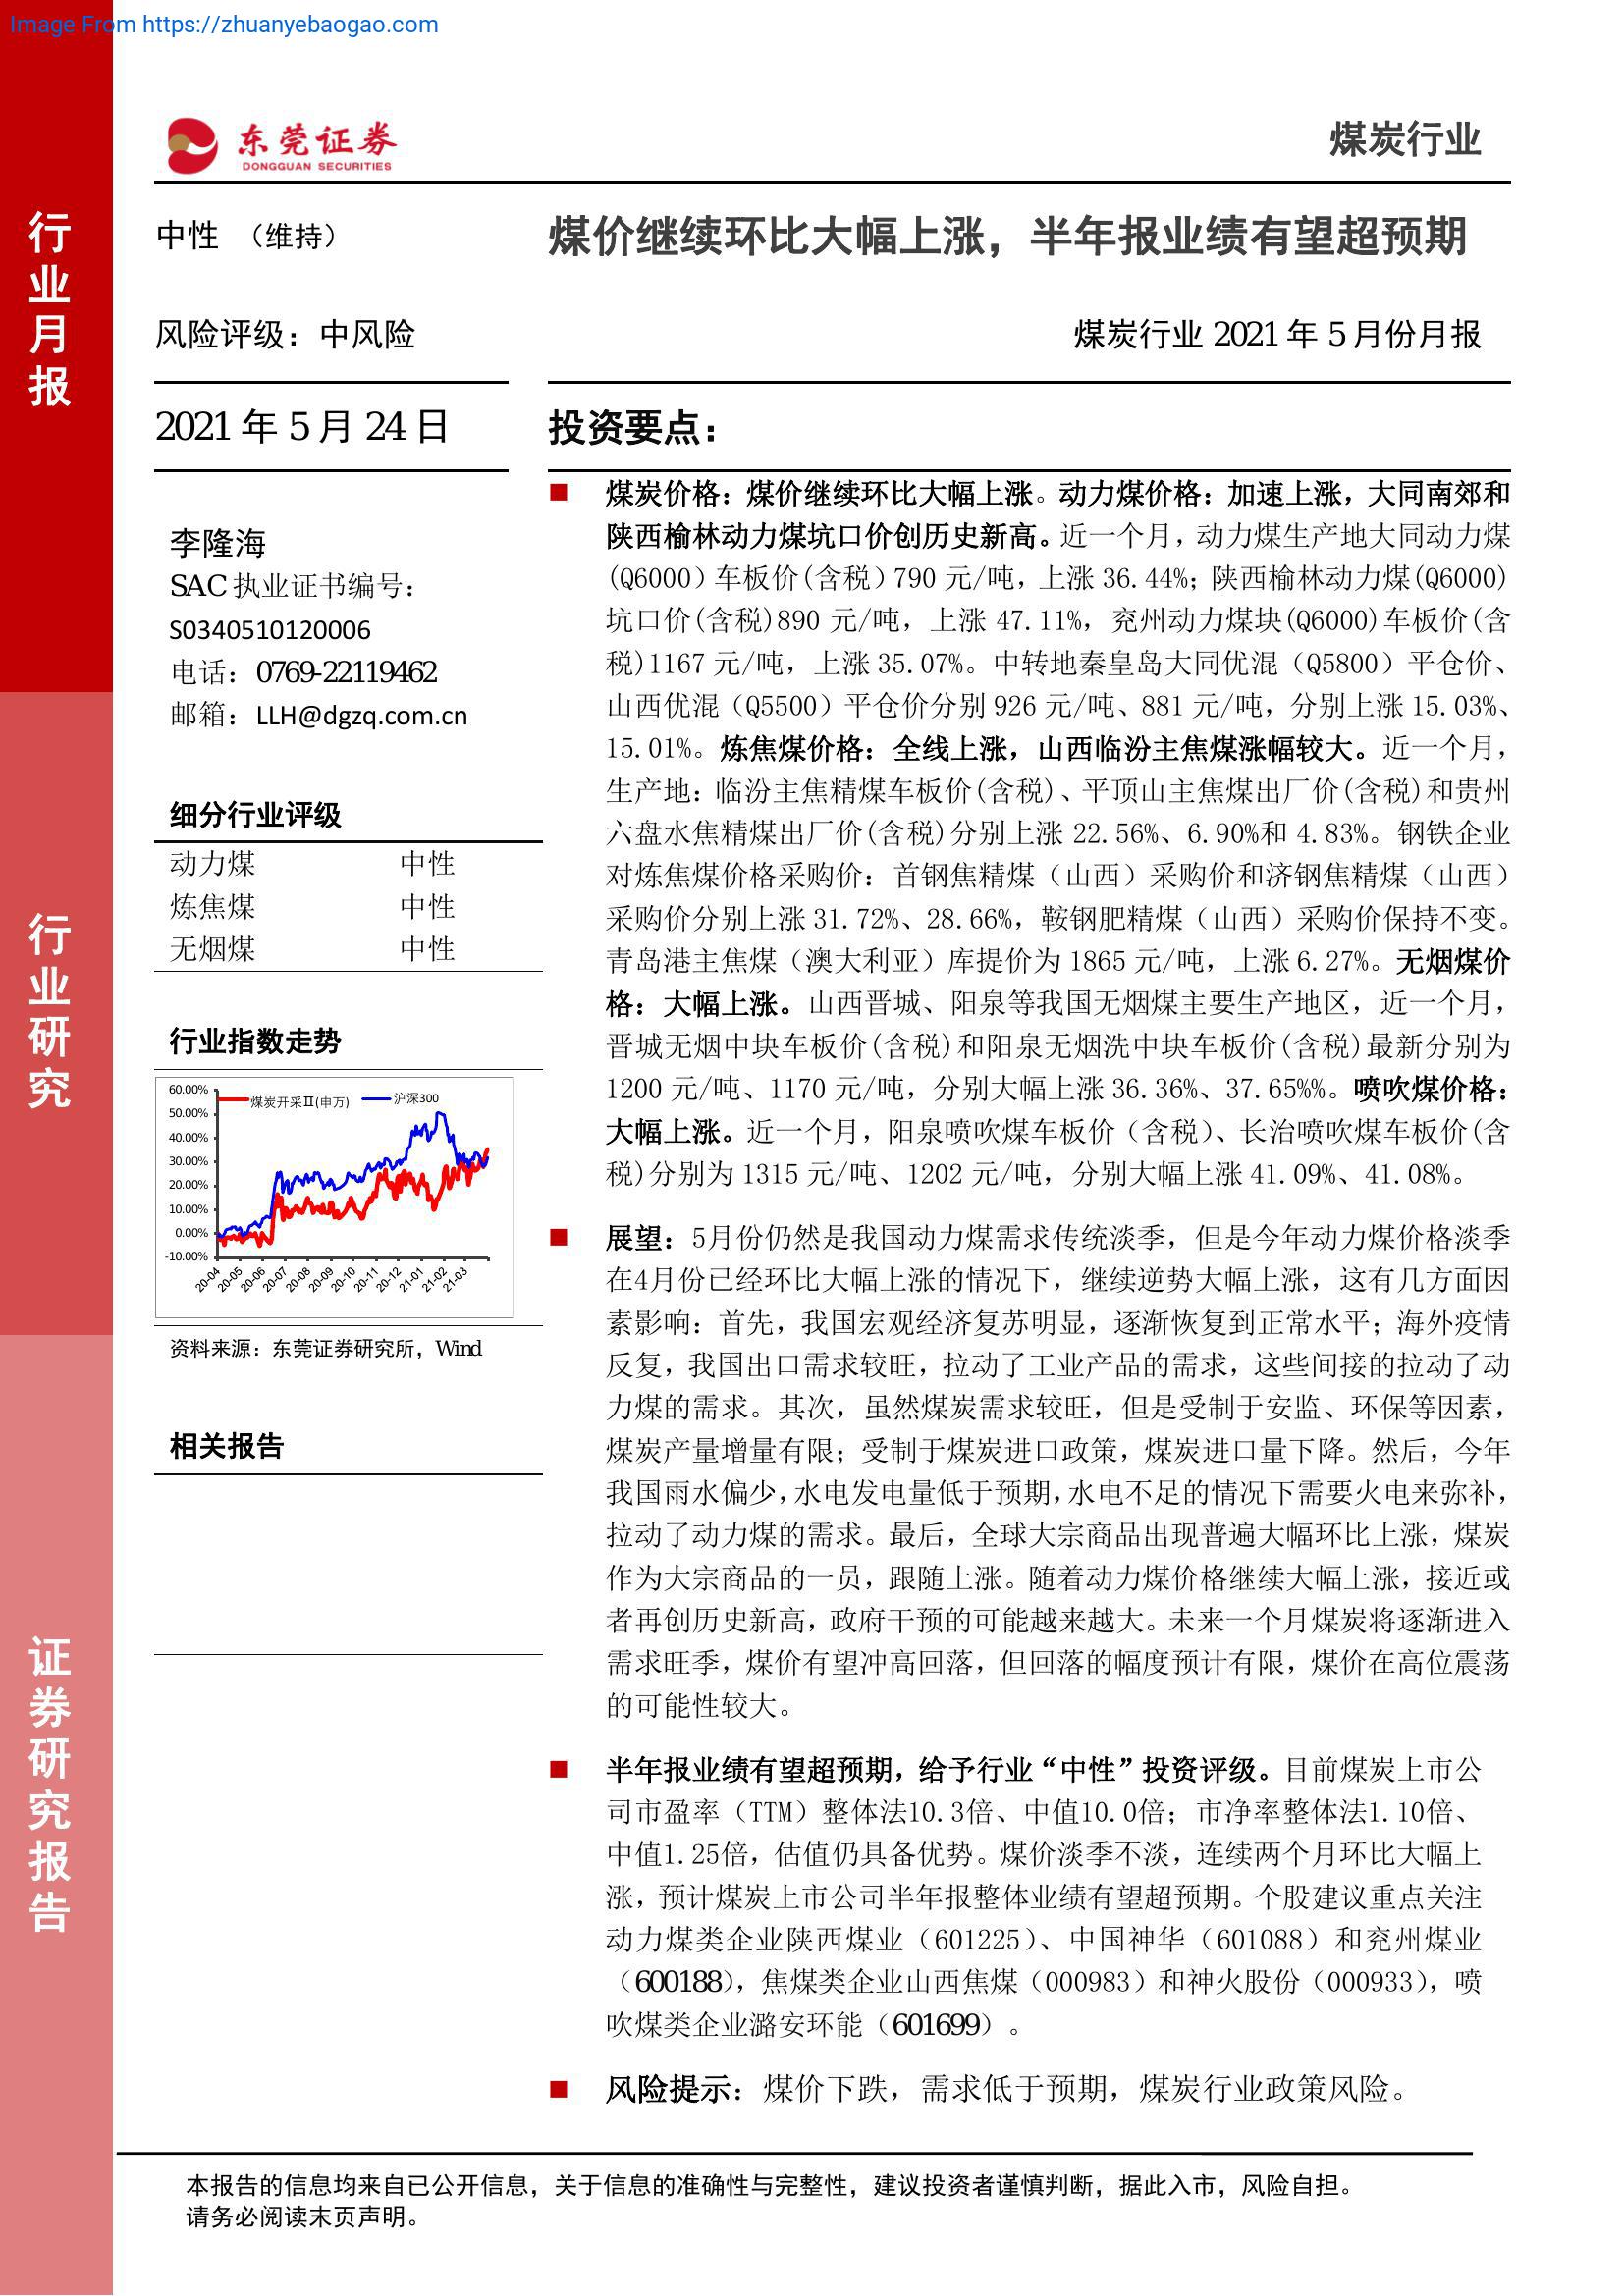 Image From https://zhuanyebaogao.com
行业月报
行业研究
证券研究报告
东莞证券
DONGGUAN SECURITIES
煤炭行业
中性 （维持）
煤价继续环比大幅上涨，半年报业绩有望超预期
风险评级：中风险
煤炭行业 2021 年 5 月份月报
2021 年 5 月 24 日
李隆海
SAC 执业证书编号：
S0340510120006
电话：0769-22119462
邮箱：LLH@dgzq.com.cn
细分行业评级
动力煤 中性
炼焦煤 中性
无烟煤 中性
行业指数走势
煤炭开采Ⅱ(申万) 沪深300
60.00%
50.00%
40.00%
30.00%
20.00%
10.00%
0.00%
-10.00%
20-04 20-05 20-06 20-07 20-08 20-09 20-10 20-11 20-12 21-01 21-02 21-03
资料来源：东莞证券研究所，Wind
相关报告
投资要点：
■ 煤炭价格：煤价继续环比大幅上涨。动力煤价格：加速上涨，大同南郊和
陕西榆林动力煤坑口价创历史新高。近一个月，动力煤生产地大同动力煤
(Q6000）车板价(含税）790 元/吨，上涨 36.44%；陕西榆林动力煤(Q6000)
坑口价(含税)890 元/吨，上涨 47.11%，兖州动力煤块(Q6000)车板价(含
税)1167 元/吨，上涨 35.07%。中转地秦皇岛大同优混（Q5800）平仓价、
山西优混（Q5500）平仓价分别 926 元/吨、881 元/吨，分别上涨 15.03%、
15.01%。炼焦煤价格：全线上涨，山西临汾主焦煤涨幅较大。近一个月，
生产地：临汾主焦精煤车板价(含税)、平顶山主焦煤出厂价(含税)和贵州
六盘水焦精煤出厂价(含税)分别上涨 22.56%、6.90%和 4.83%。钢铁企业
对炼焦煤价格采购价：首钢焦精煤（山西）采购价和济钢焦精煤（山西）
采购价分别上涨 31.72%、28.66%，鞍钢肥精煤（山西）采购价保持不变。
青岛港主焦煤（澳大利亚）库提价为 1865 元/吨，上涨 6.27%。无烟煤价
格：大幅上涨。山西晋城、阳泉等我国无烟煤主要生产地区，近一个月，
晋城无烟中块车板价(含税)和阳泉无烟洗中块车板价(含税)最新分别为
1200 元/吨、1170 元/吨，分别大幅上涨 36.36%、37.65%%。喷吹煤价格：
大幅上涨。近一个月，阳泉喷吹煤车板价（含税）、长治喷吹煤车板价(含
税)分别为 1315 元/吨、1202 元/吨，分别大幅上涨 41.09%、41.08%。
■ 展望：5月份仍然是我国动力煤需求传统淡季，但是今年动力煤价格淡季
在4月份已经环比大幅上涨的情况下，继续逆势大幅上涨，这有几方面因
素影响：首先，我国宏观经济复苏明显，逐渐恢复到正常水平；海外疫情
反复，我国出口需求较旺，拉动了工业产品的需求，这些间接的拉动了动
力煤的需求。其次，虽然煤炭需求较旺，但是受制于安监、环保等因素，
煤炭产量增量有限；受制于煤炭进口政策，煤炭进口量下降。然后，今年
我国雨水偏少，水电发电量低于预期，水电不足的情况下需要火电来弥补，
拉动了动力煤的需求。最后，全球大宗商品出现普遍大幅环比上涨，煤炭
作为大宗商品的一员，跟随上涨。随着动力煤价格继续大幅上涨，接近或
者再创历史新高，政府干预的可能越来越大。未来一个月煤炭将逐渐进入
需求旺季，煤价有望冲高回落，但回落的幅度预计有限，煤价在高位震荡
的可能性较大。
■ 半年报业绩有望超预期，给予行业“中性”投资评级。目前煤炭上市公
司市盈率（TTM）整体法10.3倍、中值10.0倍；市净率整体法1.10倍、
中值1.25倍，估值仍具备优势。煤价淡季不淡，连续两个月环比大幅上
涨，预计煤炭上市公司半年报整体业绩有望超预期。个股建议重点关注
动力煤类企业陕西煤业（601225）、中国神华（601088）和兖州煤业
（600188），焦煤类企业山西焦煤（000983）和神火股份（000933），喷
吹煤类企业潞安环能（601699）。
■ 风险提示：煤价下跌，需求低于预期，煤炭行业政策风险。
本报告的信息均来自已公开信息，关于信息的准确性与完整性，建议投资者谨慎判断，据此入市，风险自担。
请务必阅读末页声明。